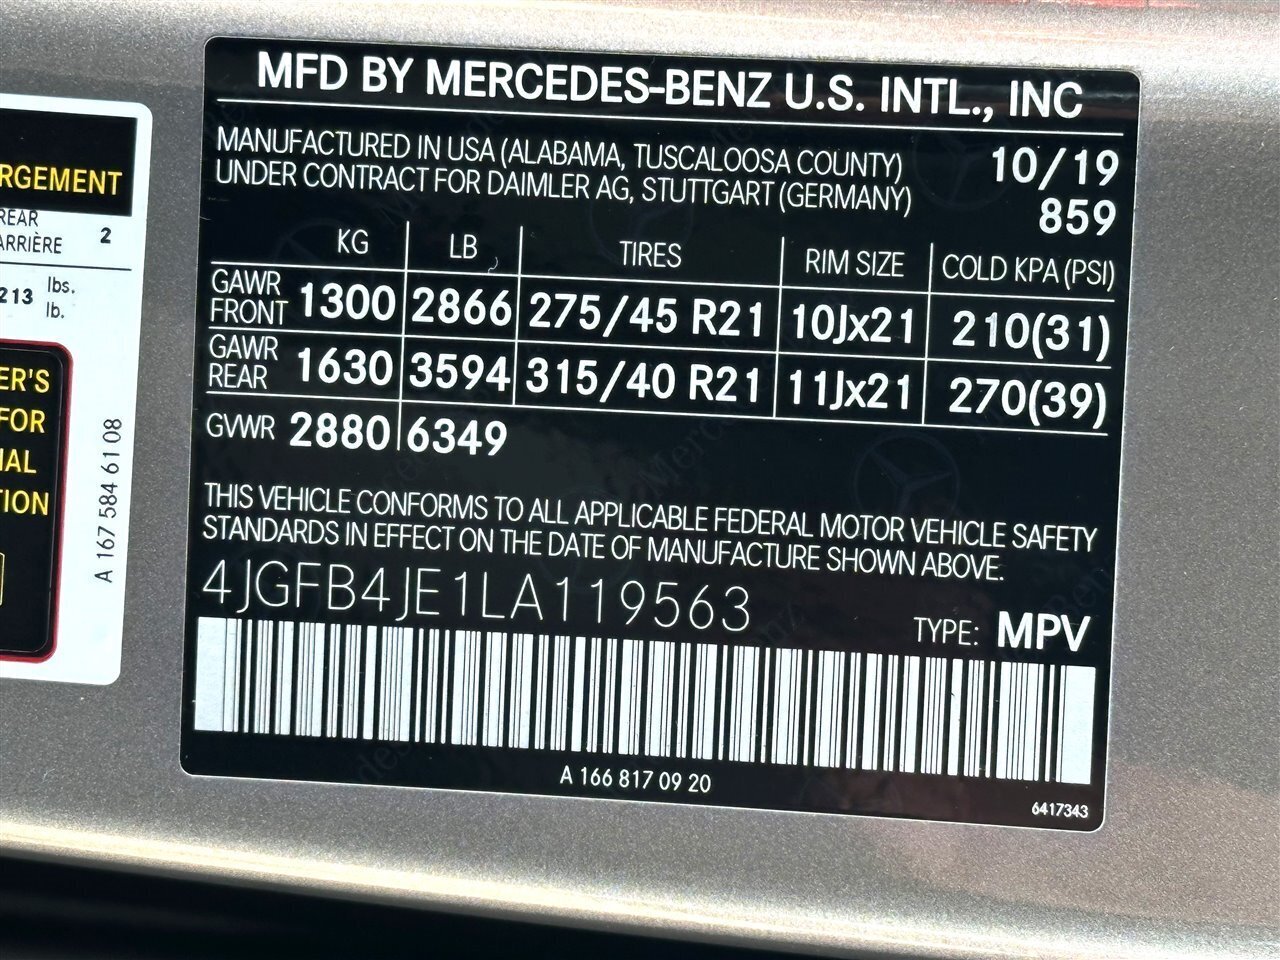 MFD BY MERCEDES-BENZ U.S. INTL., INC
MANUFACTURED IN USA (ALABAMA, TUSCALOOSA COUNTY) 10/19
UNDER CONTRACT FOR DAIMLER AG, STUTTGART (GERMANY) 859
KG LB TIRES RIM SIZE COLD KPA (PSI)
GAWR FRONT 1300 2866 275/45 R21 10Jx21 210(31)
GAWR REAR 1630 3594 315/40 R21 11Jx21 270(39)
GVWR 2880 6349
THIS VEHICLE CONFORMS TO ALL APPLICABLE FEDERAL MOTOR VEHICLE SAFETY
STANDARDS IN EFFECT ON THE DATE OF MANUFACTURE SHOWN ABOVE.
4JGFB4JE1LA119563
TYPE: MPV
A 166 817 09 20
6417343
RGEMENT
REAR
ARRIÈRE 2
213 lbs.
lb.
ER'S
FOR
IAL
TION
A 167 584 61 08